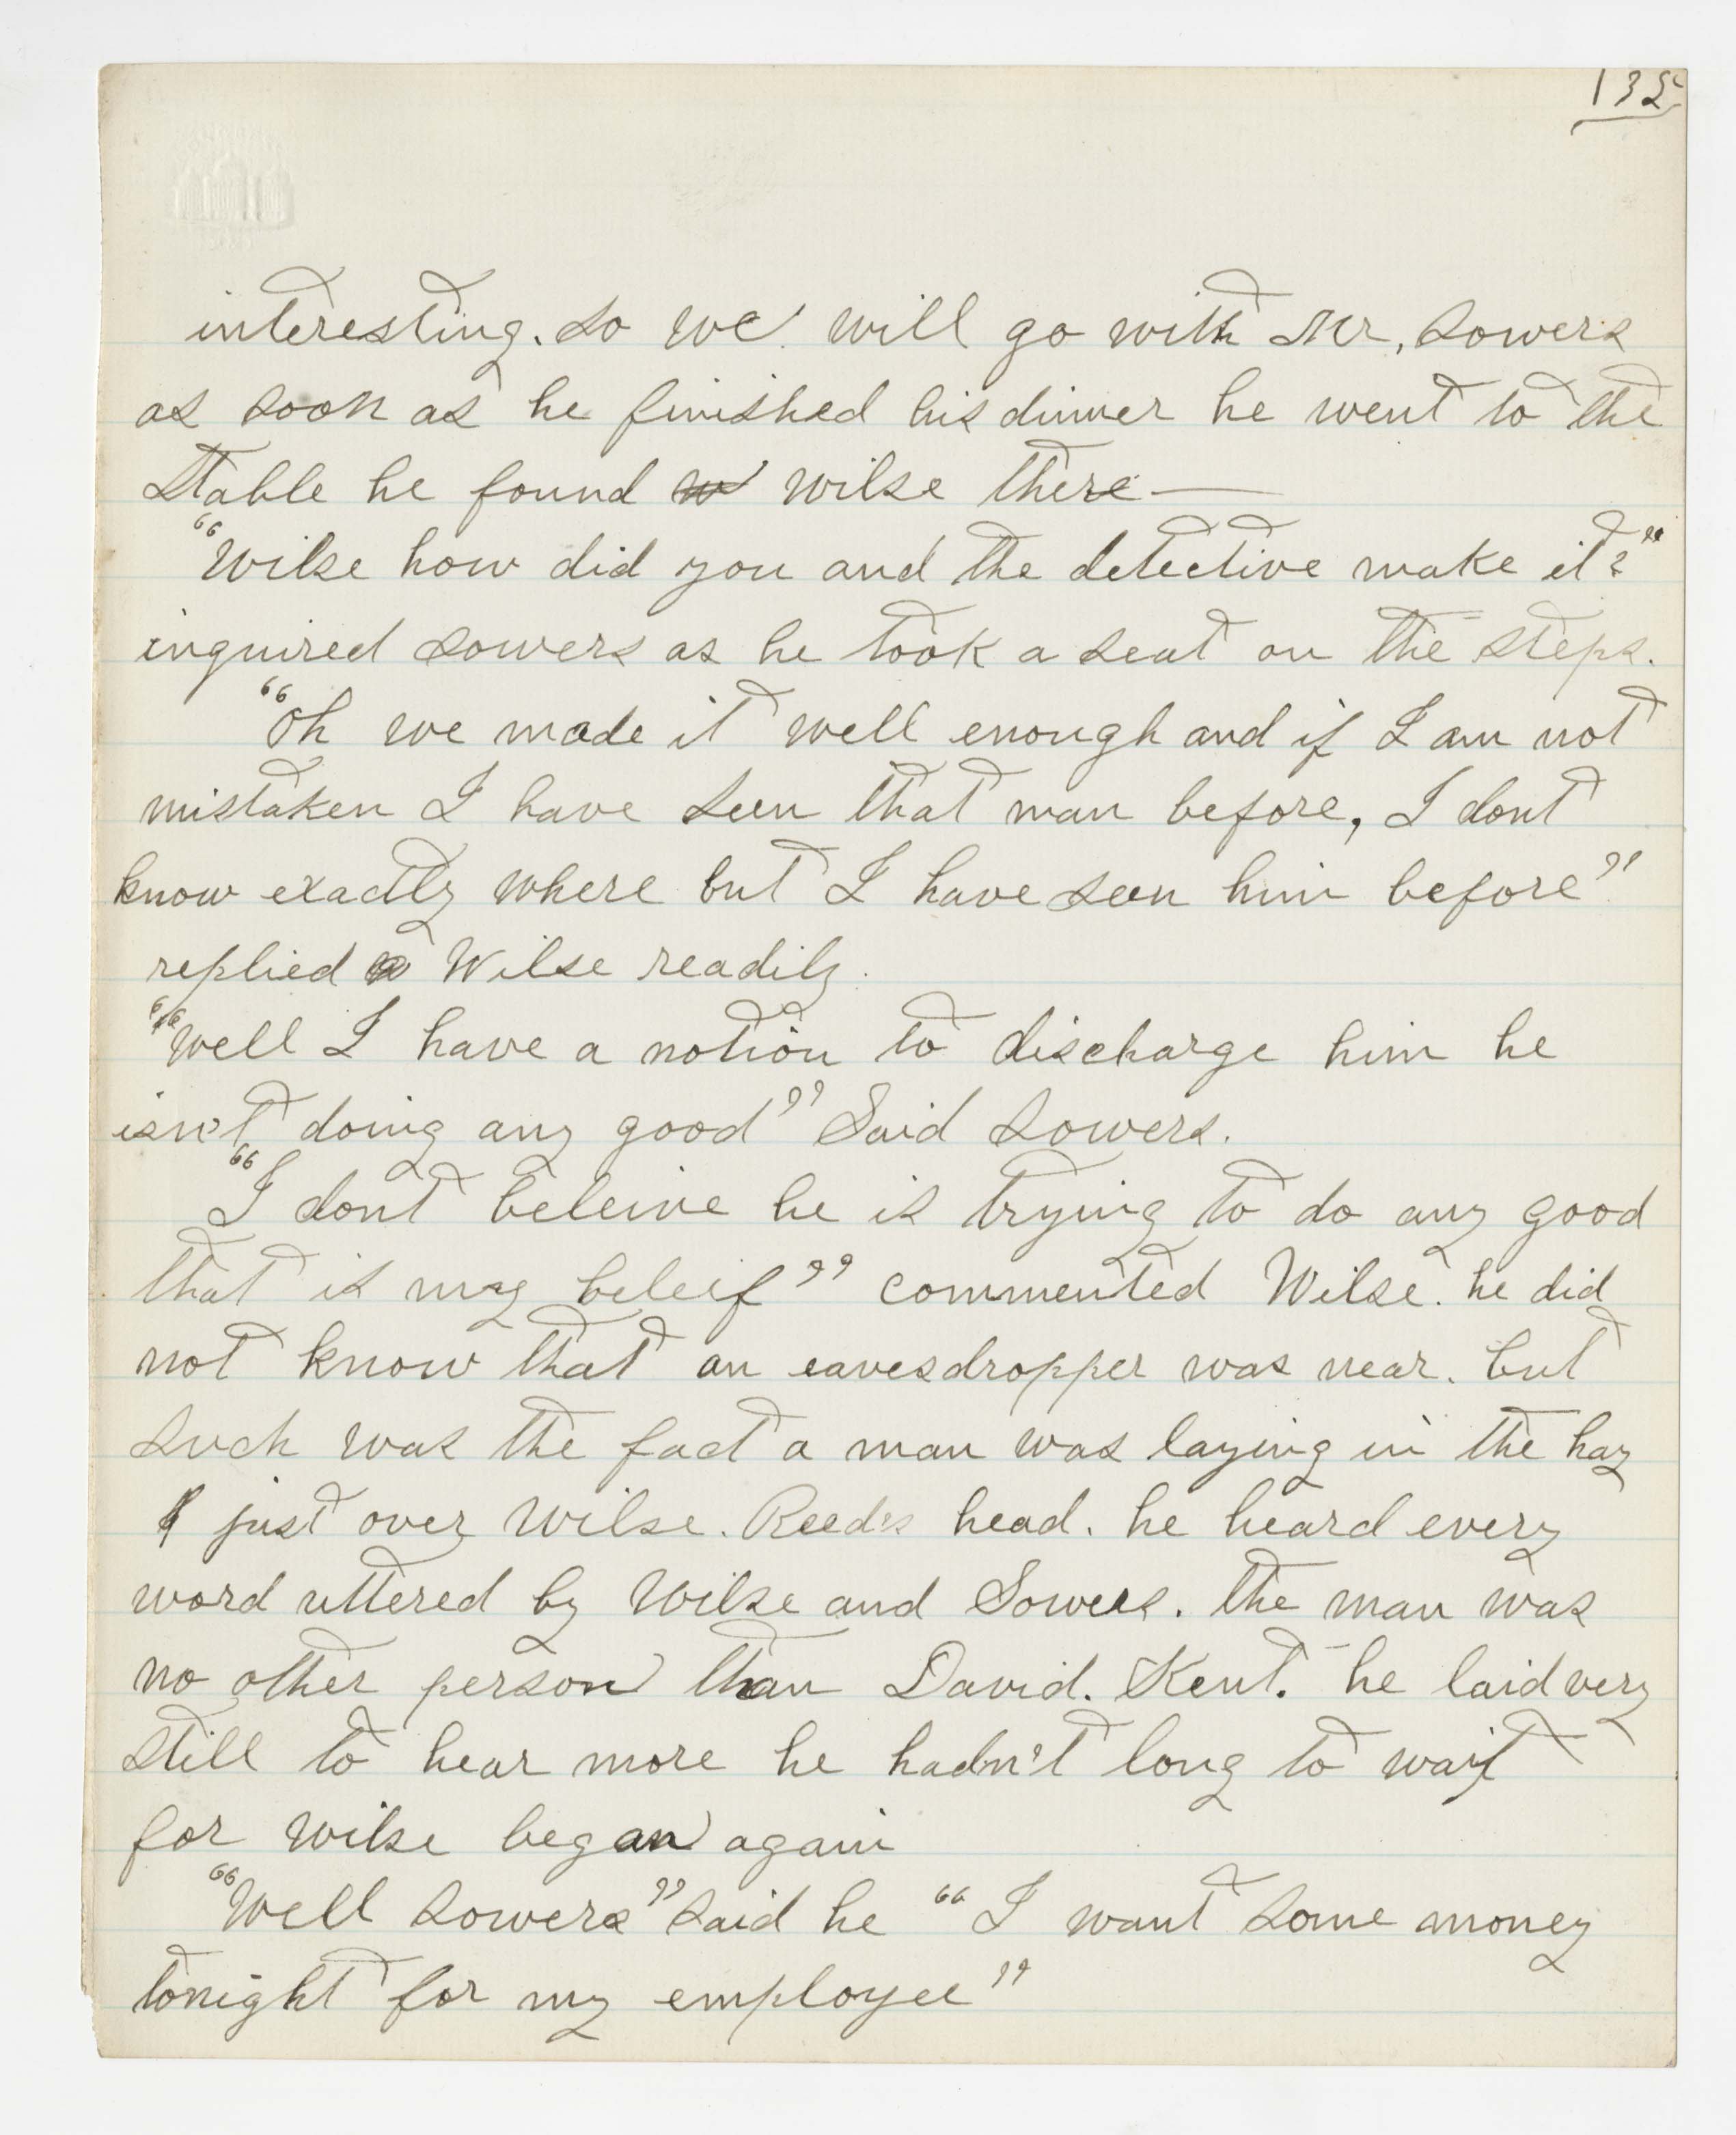 135
interesting. So we will go with Mr, Sowers
as soon as he finished his dinner he went to the
Stable he found w wilse there —
"Wilse how did you and the detective make it?"
inquired Sowers as he took a seat on the steps.
"Oh we made it well enough and if I am not
mistaken I have seen that man before, I dont
know exactly where but I have seen him before"
replied Wilse readily.
"Well I have a notion to discharge him he
isn't doing any good" Said Sowers.
"I dont beleive he is trying to do any good
that is my beleif" commented Wilse. he did
not know that an eavesdropper was near. but
such was the fact a man was laying in the hay
just over Wilse. Reeds head. he heard every
word uttered by Wilse and Sowers. the man was
no other person than David. Kent. he laid very
still to hear more he hadn't long to wait
for wilse began again
"Well Sowers" said he "I want some money
tonight for my employee"